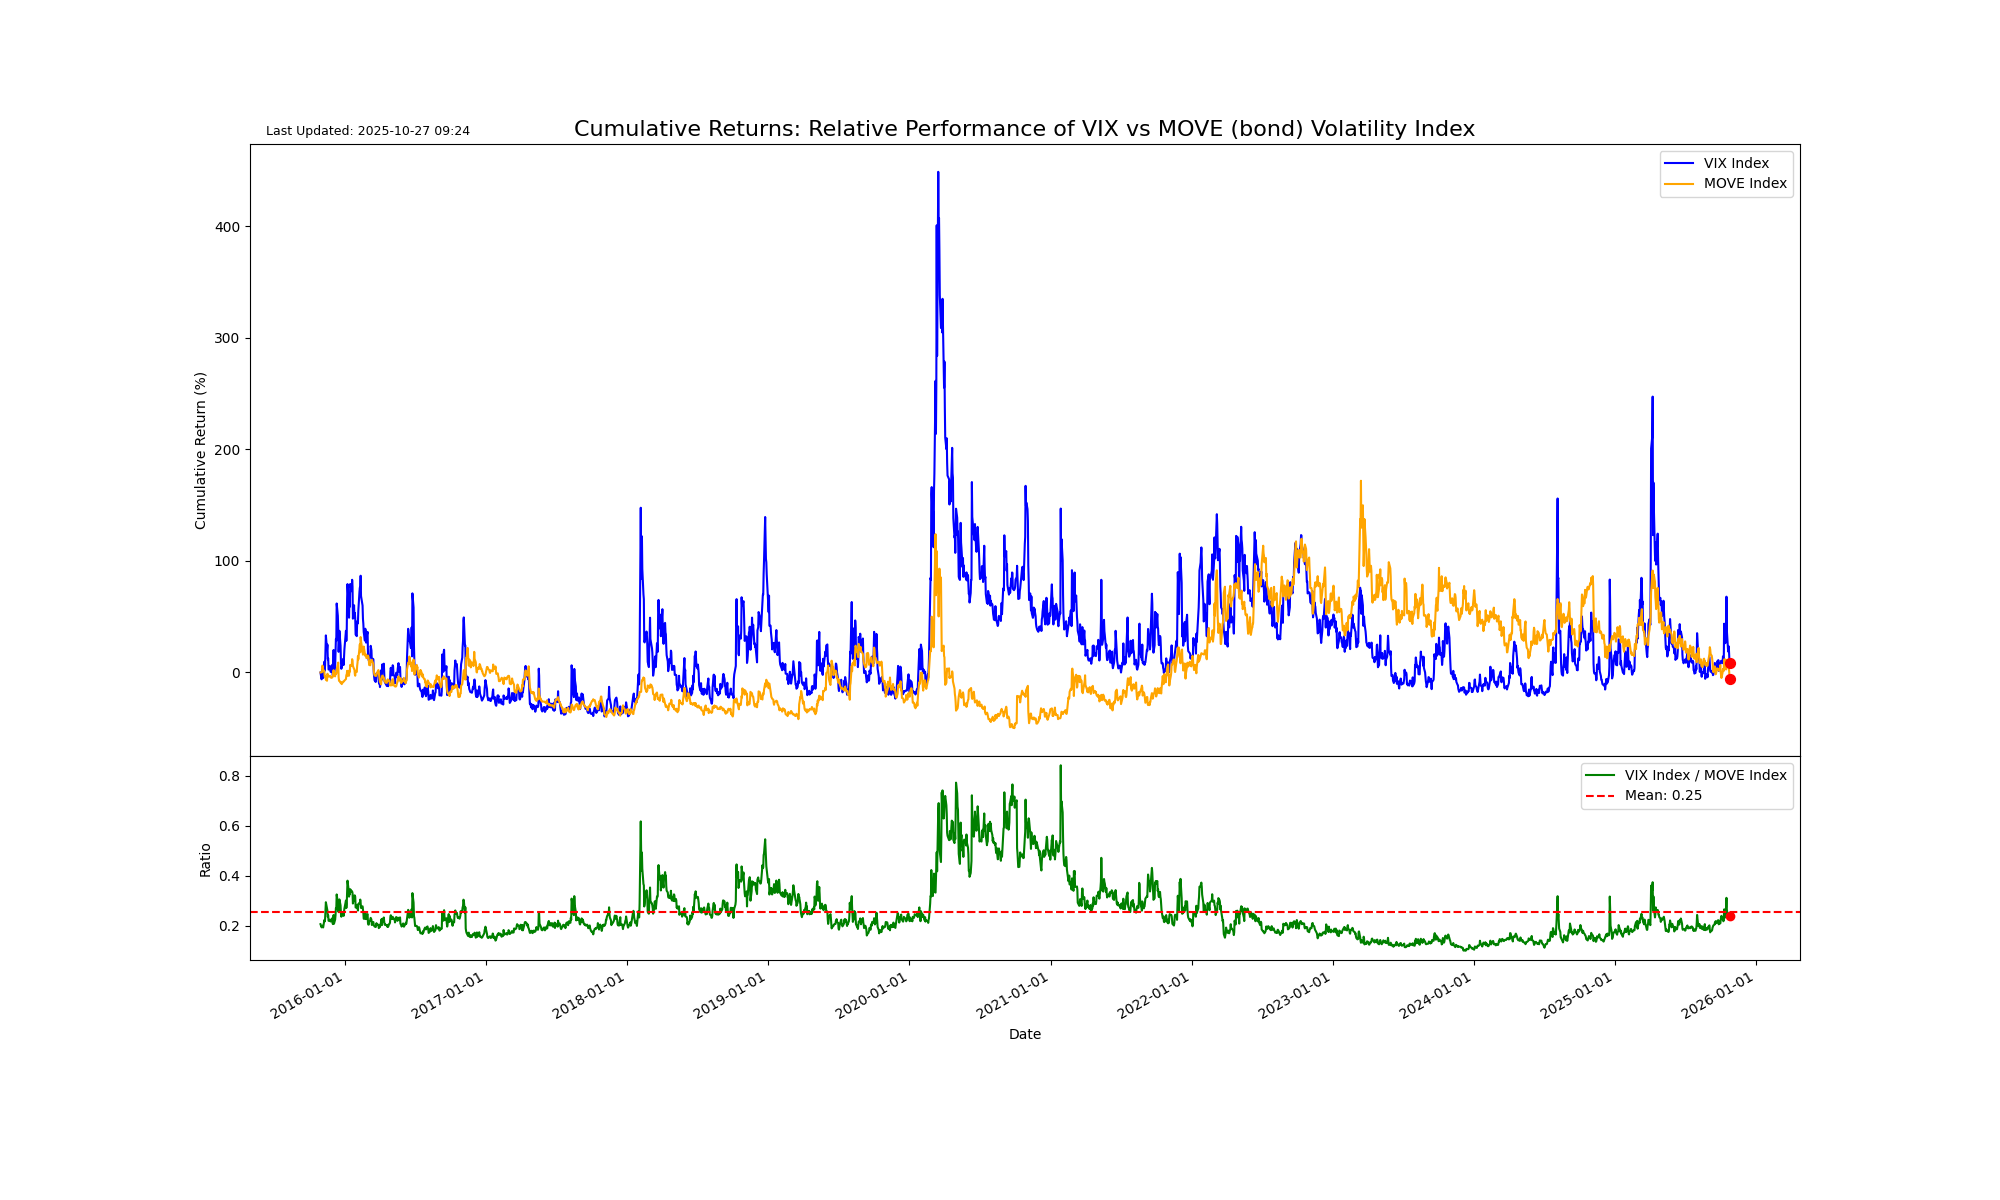 Last Updated: 2025-10-27 09:24
Cumulative Returns: Relative Performance of VIX vs MOVE (bond) Volatility Index
VIX Index
MOVE Index
400
300
200
100
0
Cumulative Return (%)
VIX Index / MOVE Index
Mean: 0.25
0.8
0.6
0.4
0.2
Ratio
2016-01-01
2017-01-01
2018-01-01
2019-01-01
2020-01-01
2021-01-01
2022-01-01
2023-01-01
2024-01-01
2025-01-01
2026-01-01
Date